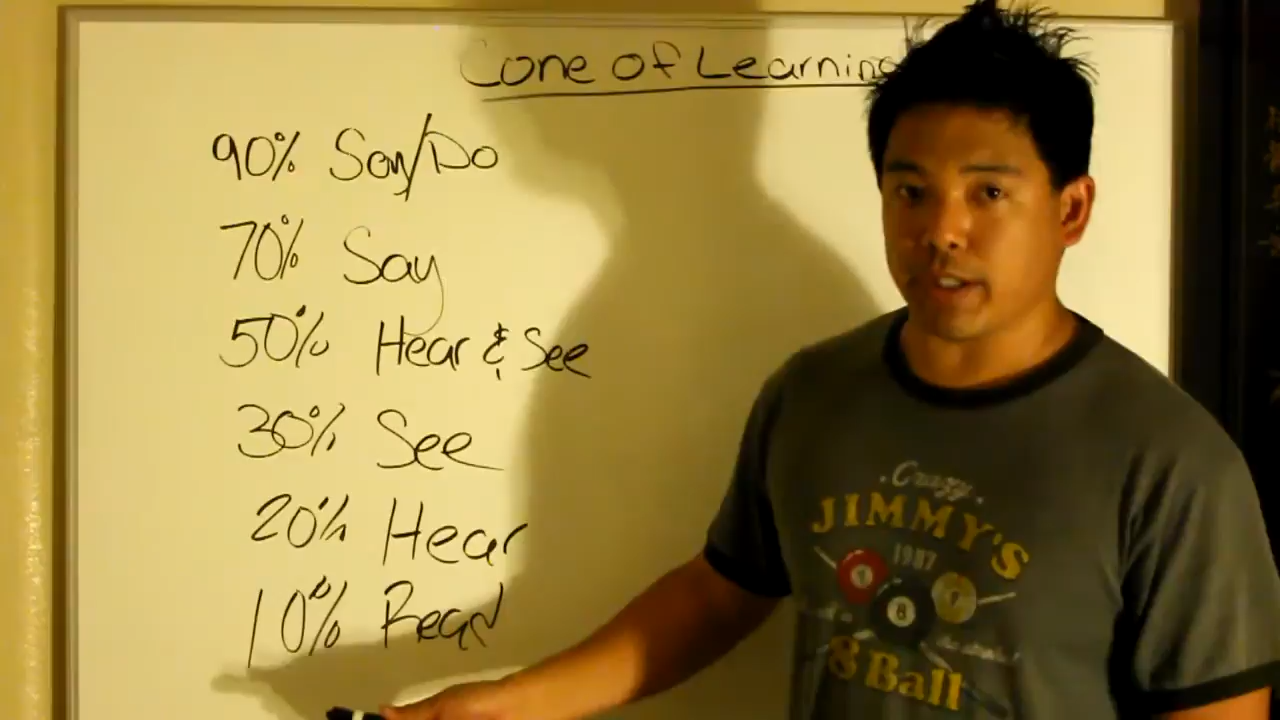 Cone of Learning
90% Say/Do
70% Say
50% Hear & See
30% See
20% Hear
10% Read
Crazy
JIMMY'S
1987
8
8 Ball